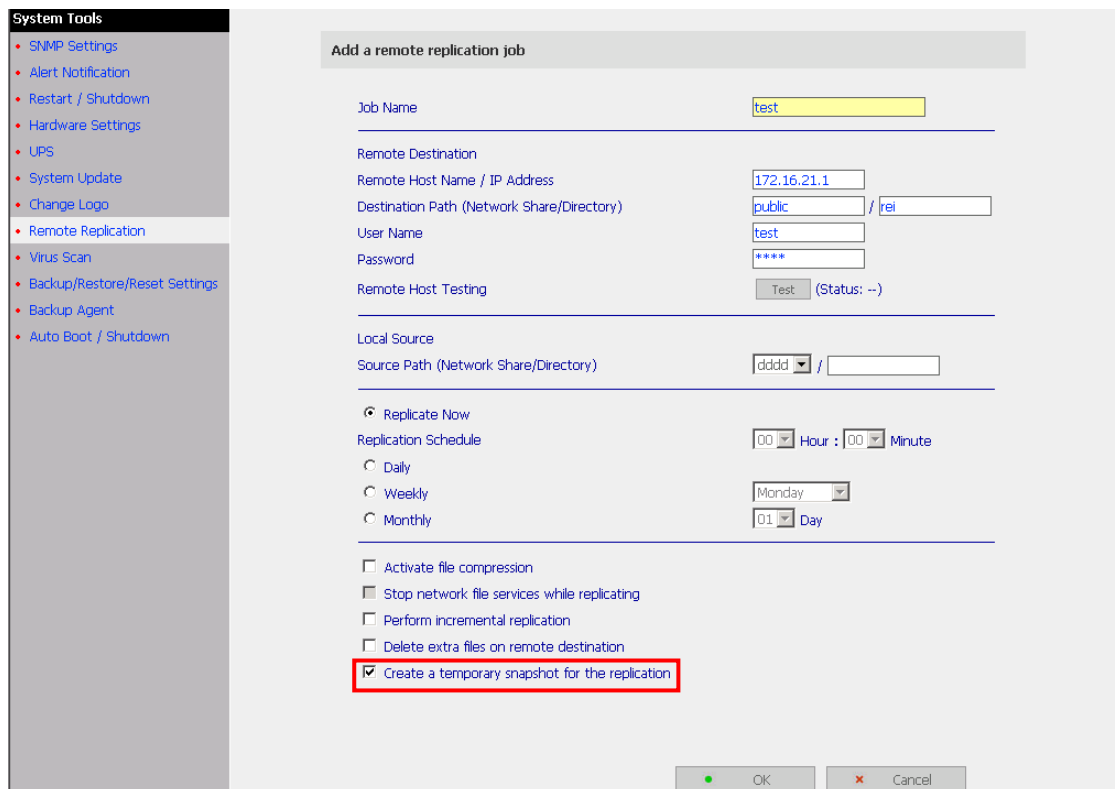 System Tools
SNMP Settings
Alert Notification
Restart / Shutdown
Hardware Settings
UPS
System Update
Change Logo
Remote Replication
Virus Scan
Backup/Restore/Reset Settings
Backup Agent
Auto Boot / Shutdown
Add a remote replication job
Job Name test
Remote Destination
Remote Host Name / IP Address 172.16.21.1
Destination Path (Network Share/Directory) public / rei
User Name test
Password ****
Remote Host Testing Test (Status: --)
Local Source
Source Path (Network Share/Directory) dddd /
Replicate Now
Replication Schedule 00 Hour : 00 Minute
Daily
Weekly Monday
Monthly 01 Day
Activate file compression
Stop network file services while replicating
Perform incremental replication
Delete extra files on remote destination
Create a temporary snapshot for the replication
OK Cancel